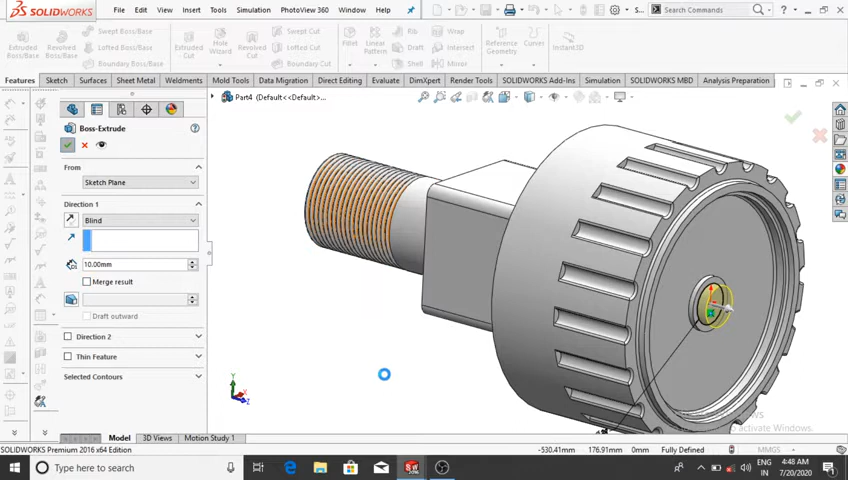 SOLIDWORKS File Edit View Insert Tools Simulation PhotoView 360 Window Help S... Search Commands
Extruded Boss/Base Revolved Boss/Base Swept Boss/Base Lofted Boss/Base Boundary Boss/Base Extruded Cut Hole Wizard Revolved Cut Swept Cut Lofted Cut Boundary Cut Fillet Linear Pattern Rib Draft Shell Wrap Intersect Mirror Reference Geometry Curves Instant3D
Features Sketch Surfaces Sheet Metal Weldments Mold Tools Data Migration Direct Editing Evaluate DimXpert Render Tools SOLIDWORKS Add-Ins Simulation SOLIDWORKS MBD Analysis Preparation
Part4 (Default<<Default>...
Boss-Extrude
From
Sketch Plane
Direction 1
Blind
10.00mm
Merge result
Draft outward
Direction 2
Thin Feature
Selected Contours
Y
X
Z
Activate Windows.
Model 3D Views Motion Study 1
SOLIDWORKS Premium 2016 x64 Edition -530.41mm 176.91mm 0mm Fully Defined MMGS
Type here to search ENG IN 4:48 AM 7/20/2020